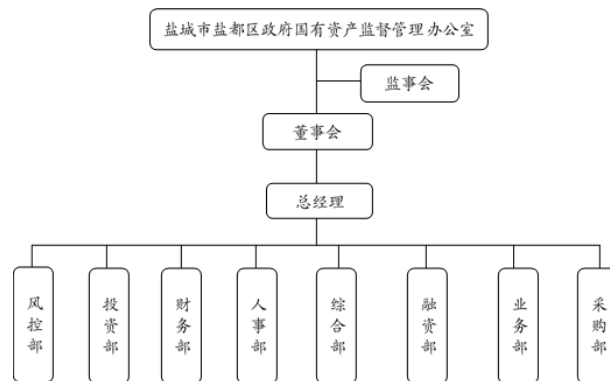 盐城市盐都区政府国有资产监督管理办公室
监事会
董事会
总经理
风控部
投资部
财务部
人事部
综合部
融资部
业务部
采购部